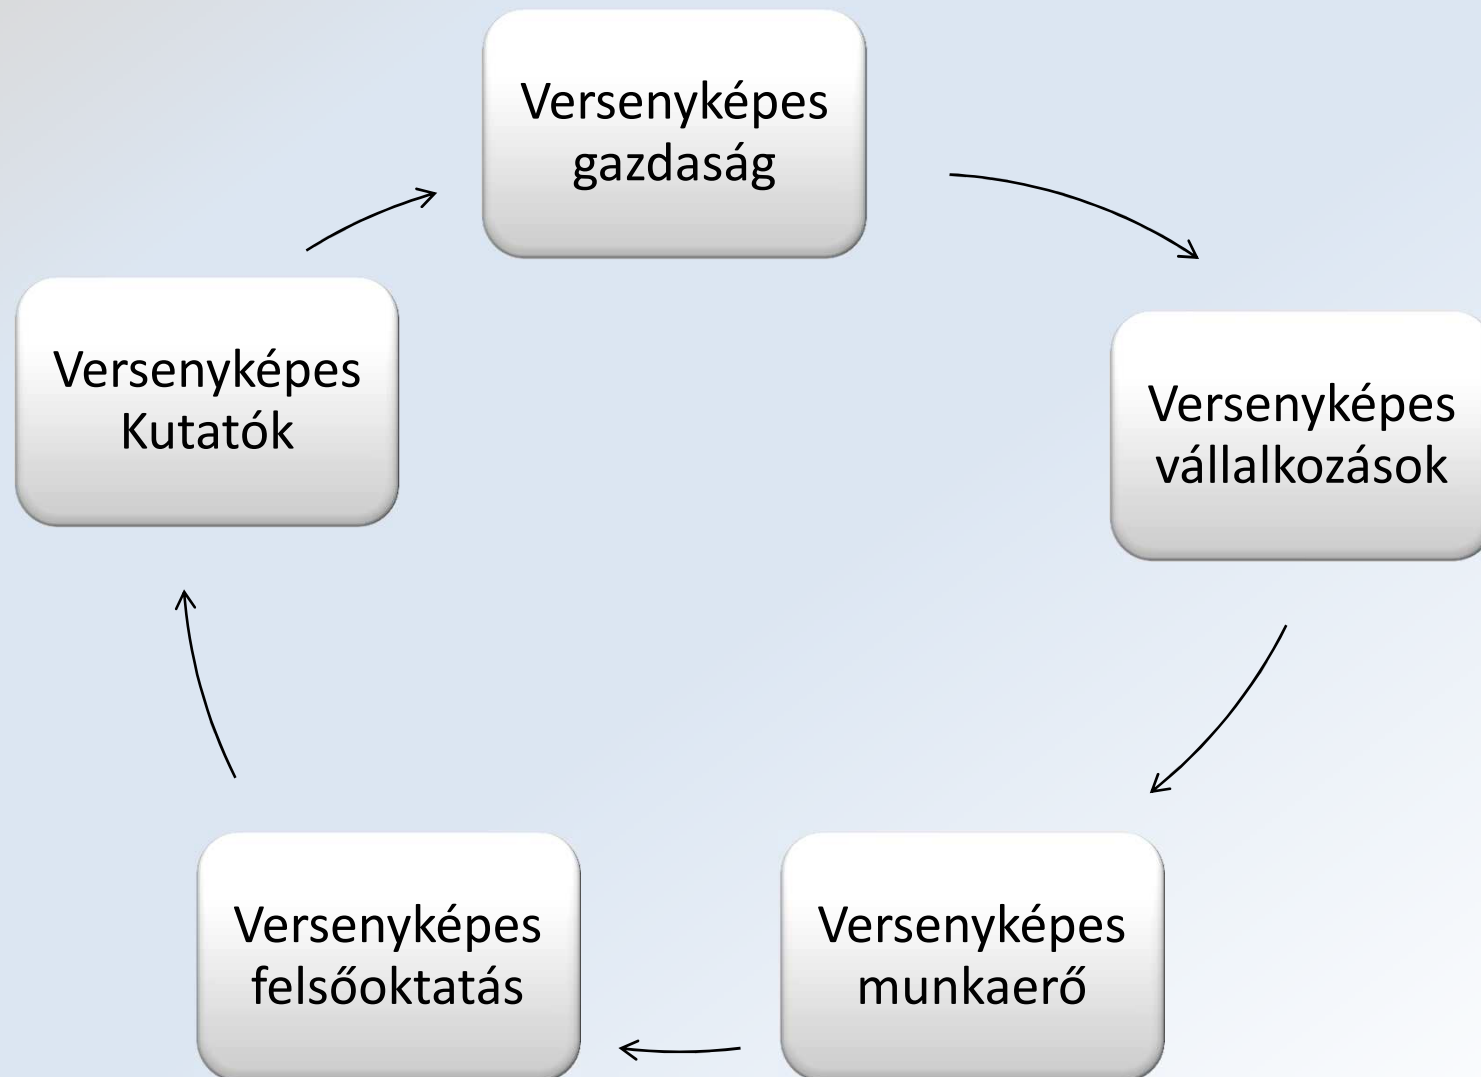 Versenyképes
gazdaság
Versenyképes
vállalkozások
Versenyképes
munkaerő
Versenyképes
felsőoktatás
Versenyképes
Kutatók